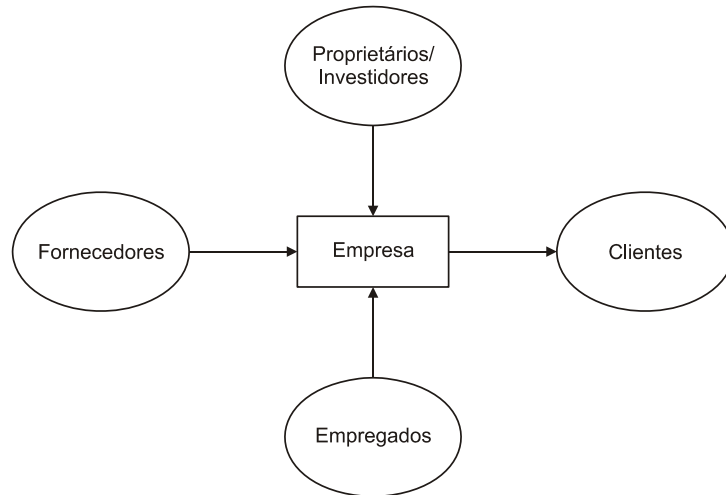 Proprietários/
Investidores
Fornecedores
Empresa
Clientes
Empregados